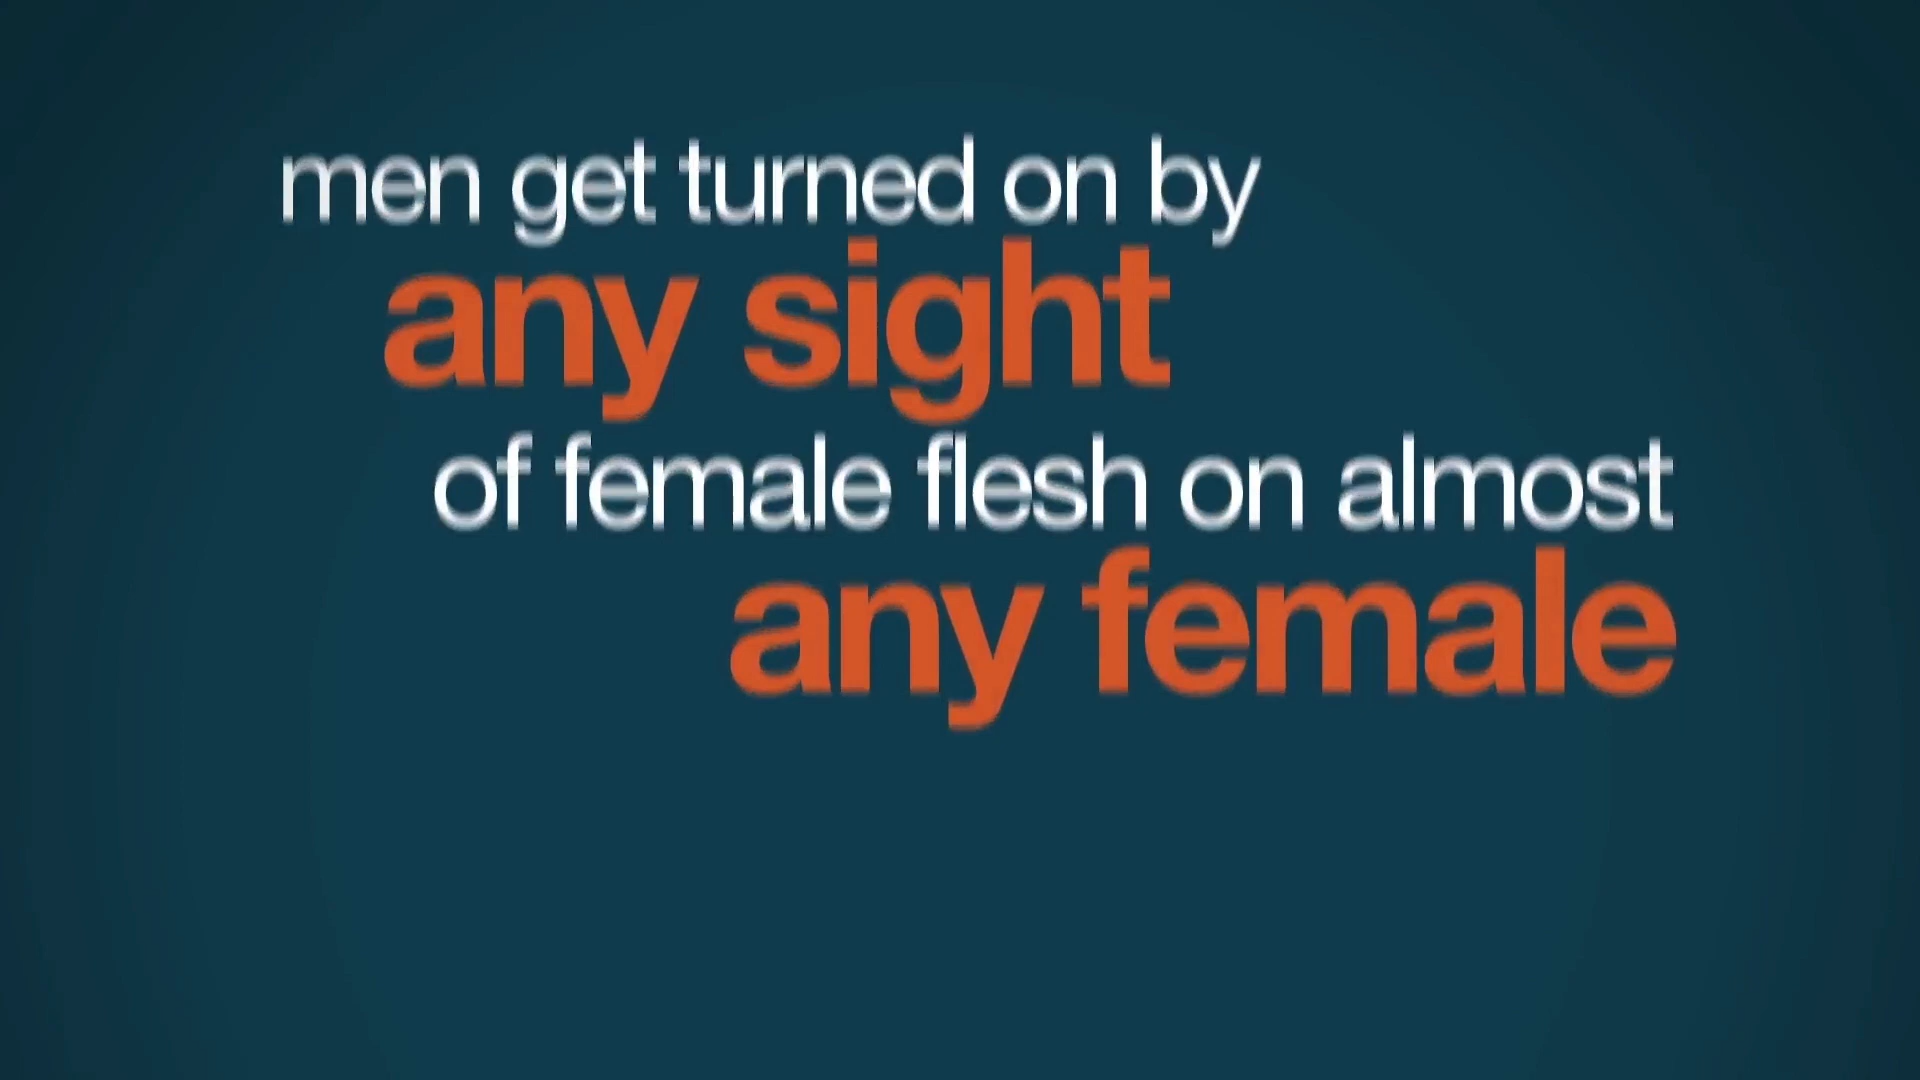 men get turned on by
any sight
of female flesh on almost
any female